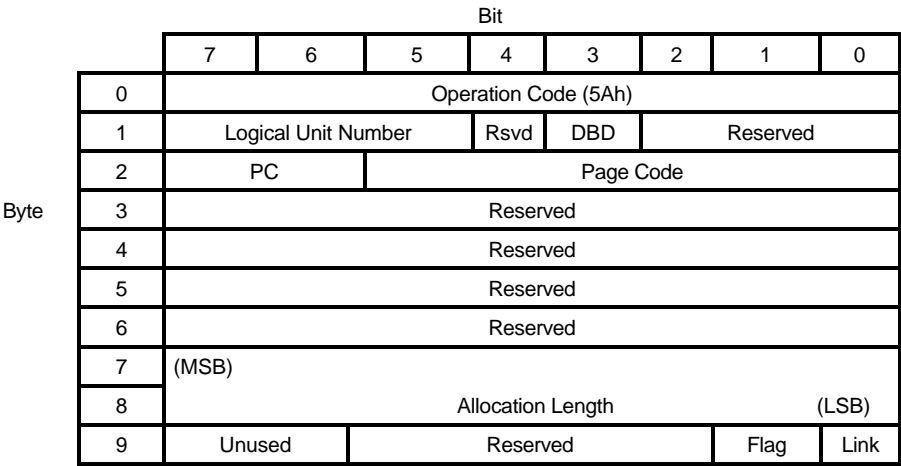 Bit
7 6 5 4 3 2 1 0
0 Operation Code (5Ah)
1 Logical Unit Number Rsvd DBD Reserved
2 PC Page Code
Byte 3 Reserved
4 Reserved
5 Reserved
6 Reserved
7 (MSB)
8 Allocation Length (LSB)
9 Unused Reserved Flag Link